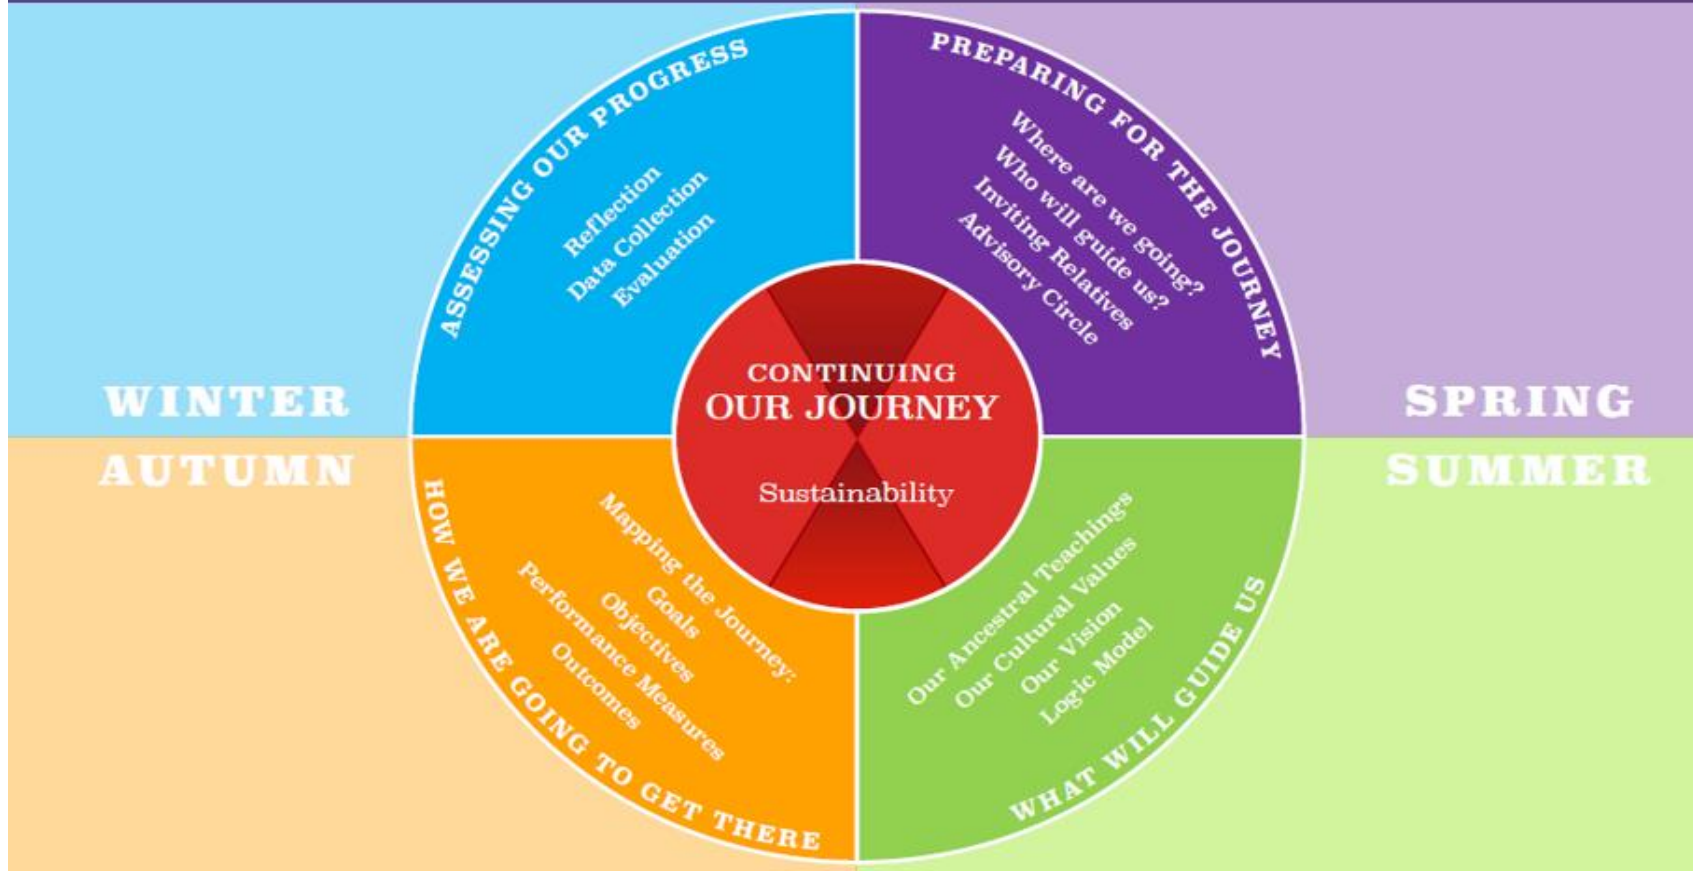 ASSESSING OUR PROGRESS
Reflection
Data Collection
Evaluation
WINTER
PREPARING FOR THE JOURNEY
Where are we going?
Who will guide us?
Inviting Relatives
Advisory Circle
SPRING
CONTINUING
OUR JOURNEY
Sustainability
AUTUMN
HOW WE ARE GOING TO GET THERE
Mapping the Journey:
Goals
Objectives
Performance Measures
Outcomes
SUMMER
Our Ancestral Teachings
Our Cultural Values
Our Vision
Logic Model
WHAT WILL GUIDE US